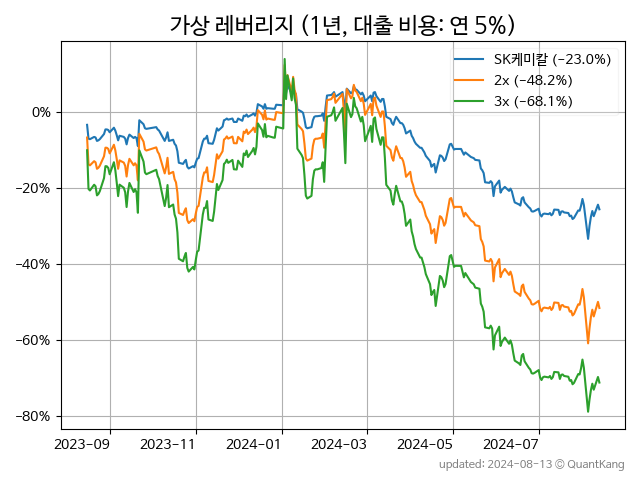 가상 레버리지 (1년, 대출 비용: 연 5%)
SK케미칼 (−23.0%)
2x (−48.2%)
3x (−68.1%)
0%
−20%
−40%
−60%
−80%
2023-09 2023-11 2024-01 2024-03 2024-05 2024-07
updated: 2024-08-13 © QuantKang